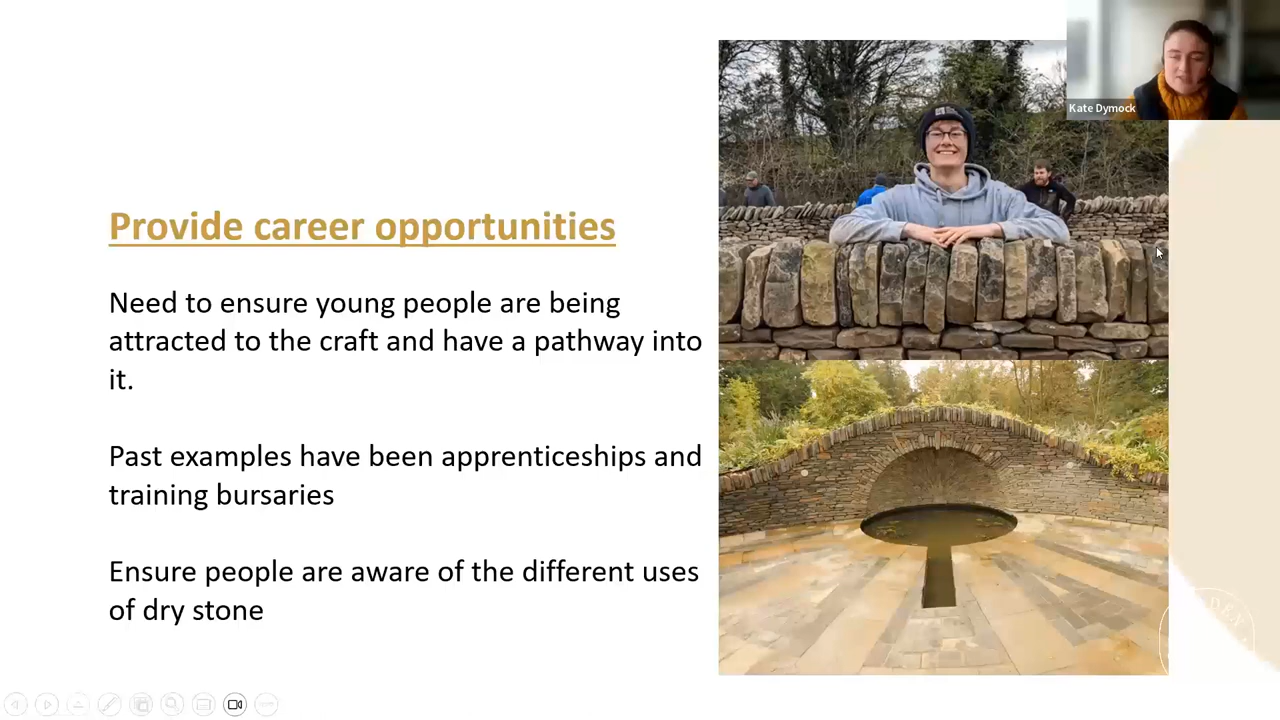 Kate Dymock
Provide career opportunities
Need to ensure young people are being
attracted to the craft and have a pathway into
it.
Past examples have been apprenticeships and
training bursaries
Ensure people are aware of the different uses
of dry stone